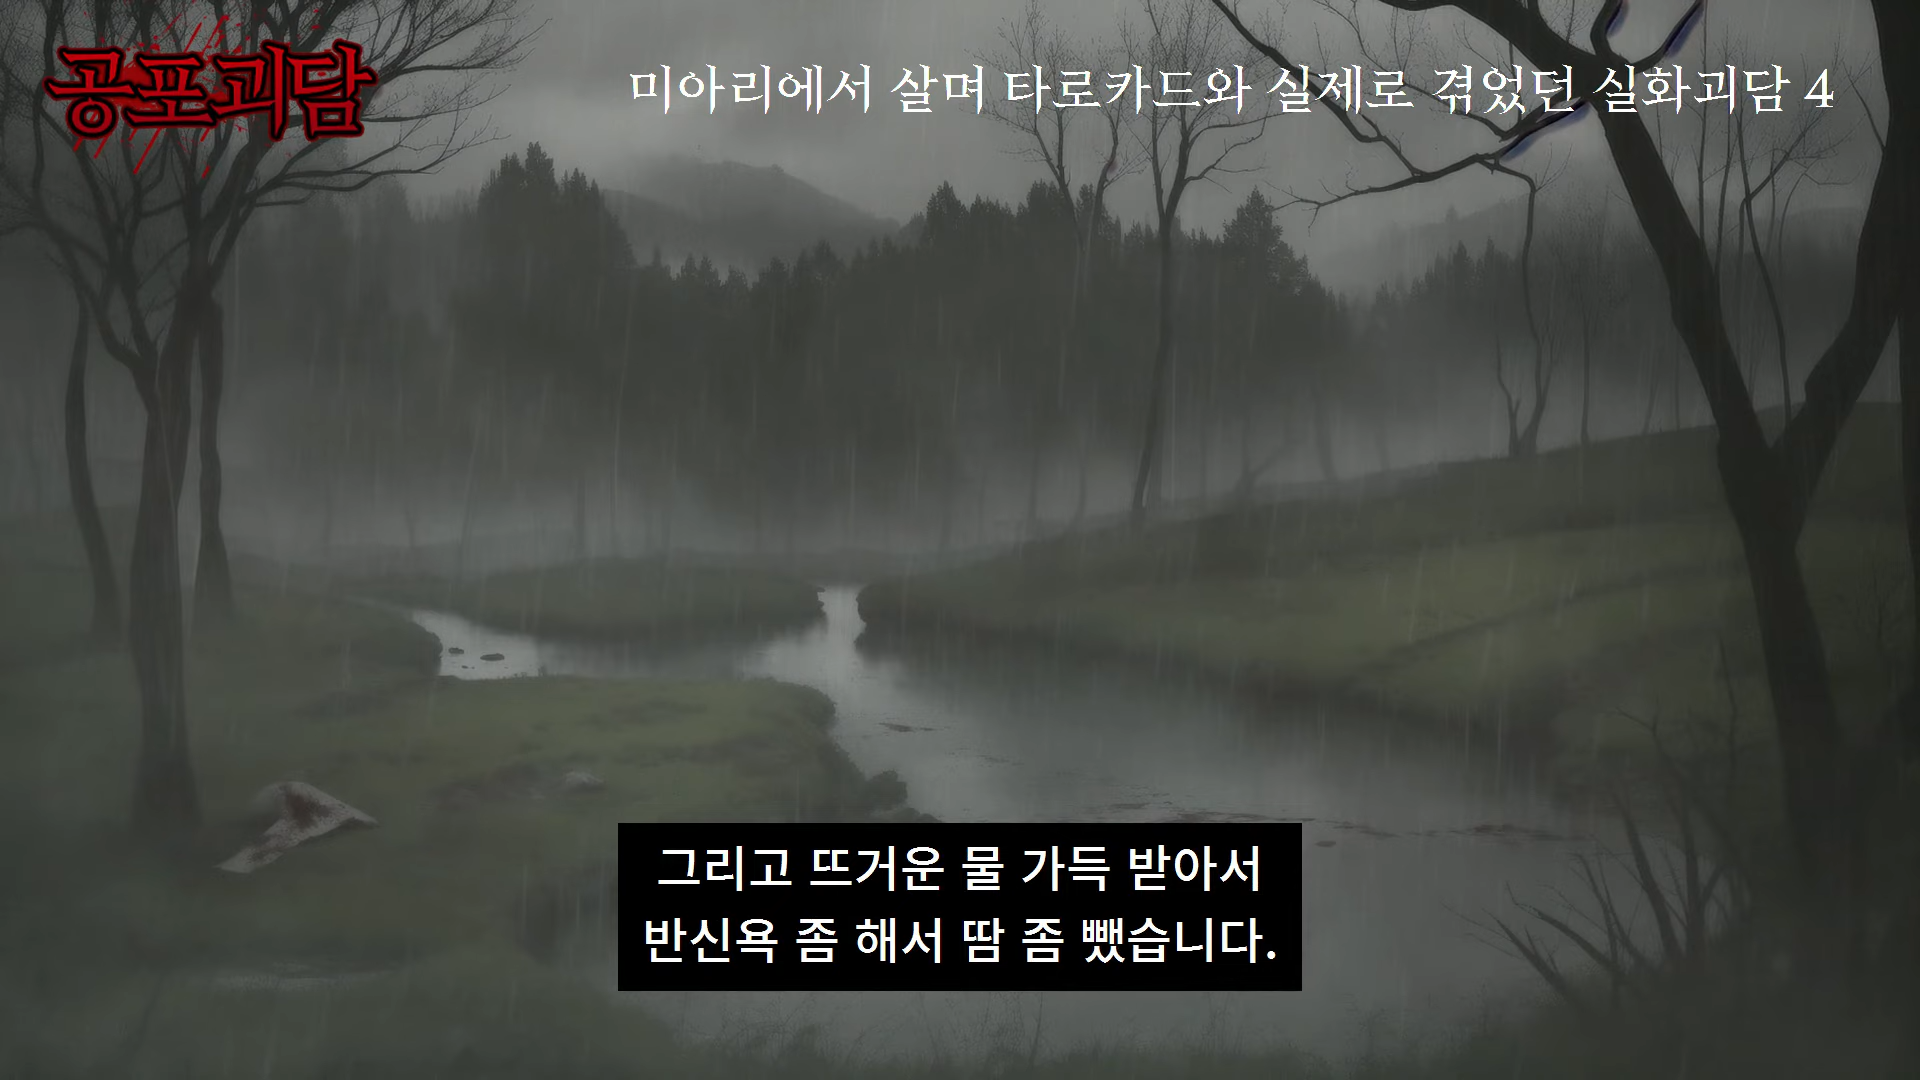 공포괴담
미아리에서 살며 타로카드와 실제로 겪었던 실화괴담 4
그리고 뜨거운 물 가득 받아서
반신욕 좀 해서 땀 좀 뺐습니다.